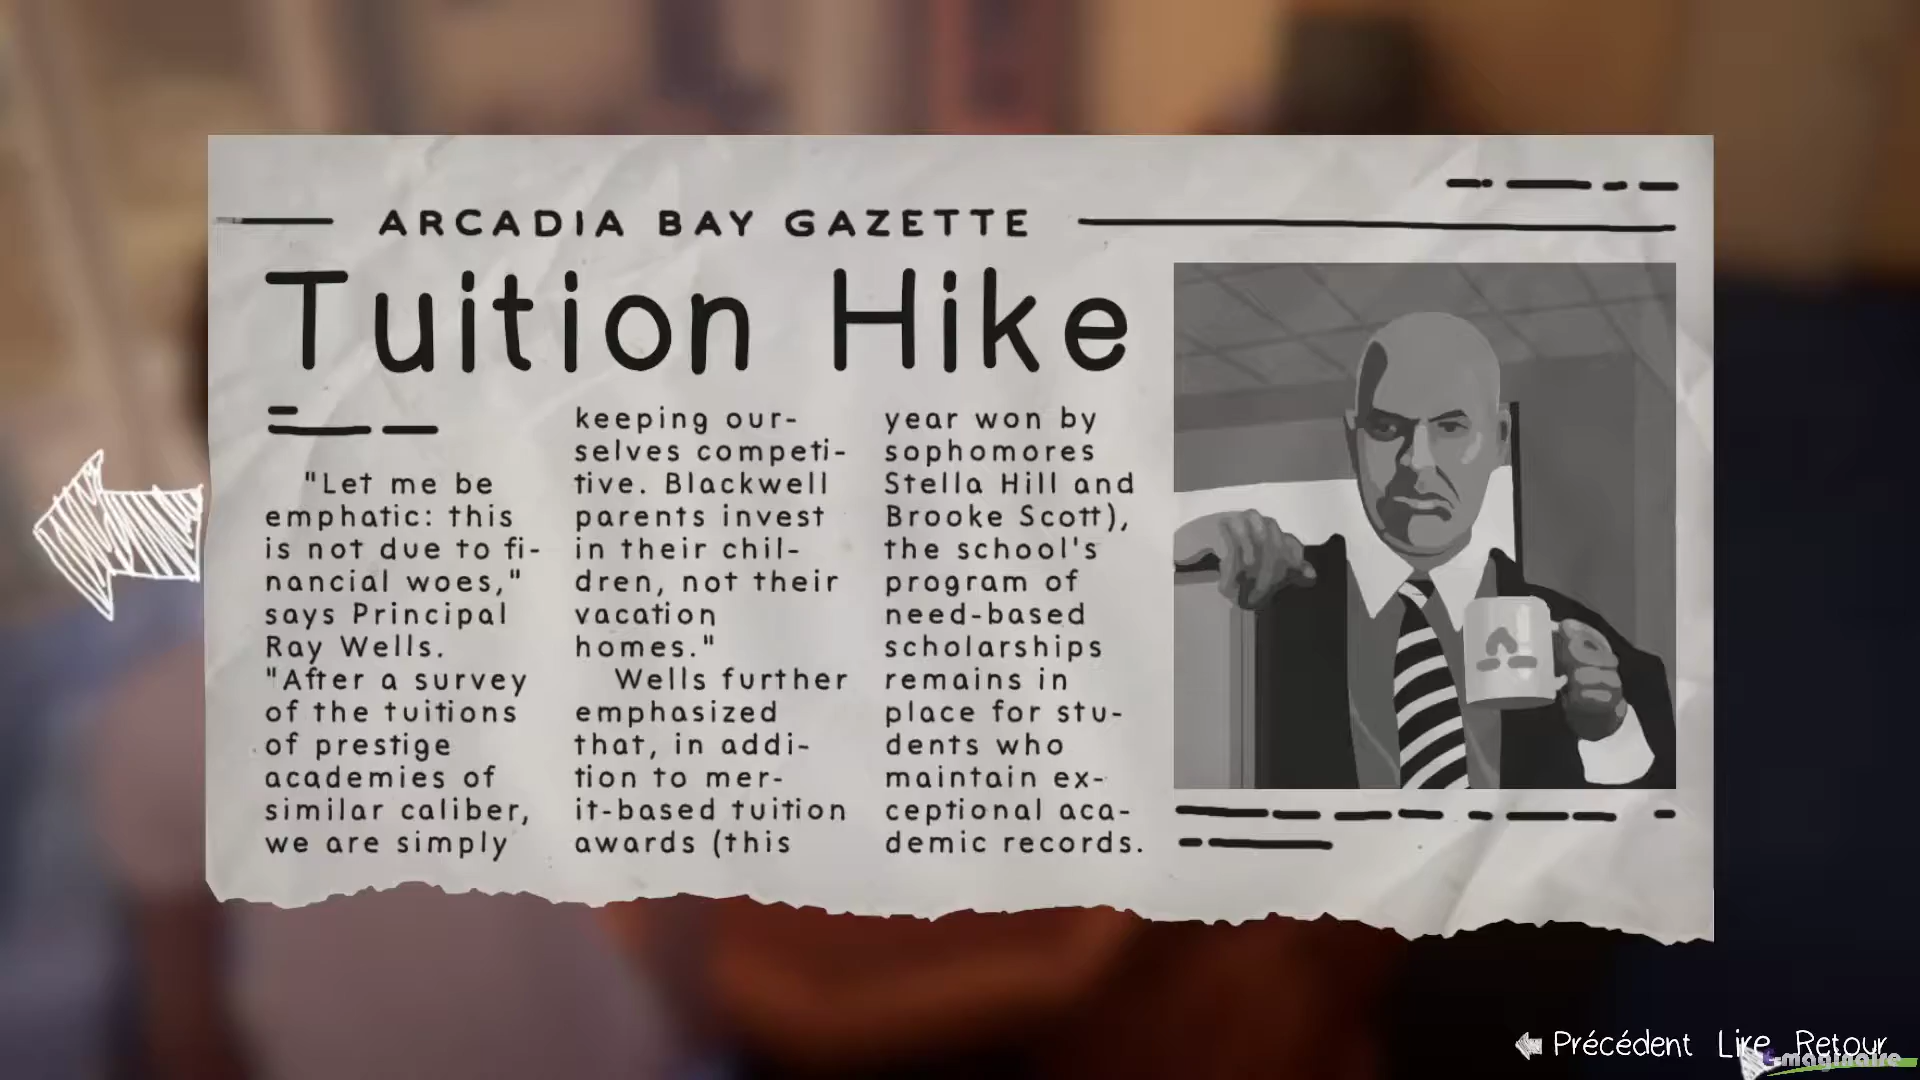 ARCADIA BAY GAZETTE
Tuition Hike
"Let me be
emphatic: this
is not due to fi-
nancial woes,"
says Principal
Ray Wells.
"After a survey
of the tuitions
of prestige
academies of
similar caliber,
we are simply
keeping our-
selves competi-
tive. Blackwell
parents invest
in their chil-
dren, not their
vacation
homes."
Wells further
emphasized
that, in addi-
tion to mer-
it-based tuition
awards (this
year won by
sophomores
Stella Hill and
Brooke Scott),
the school's
program of
need-based
scholarships
remains in
place for stu-
dents who
maintain ex-
ceptional aca-
demic records.
Précédent Lire Retour